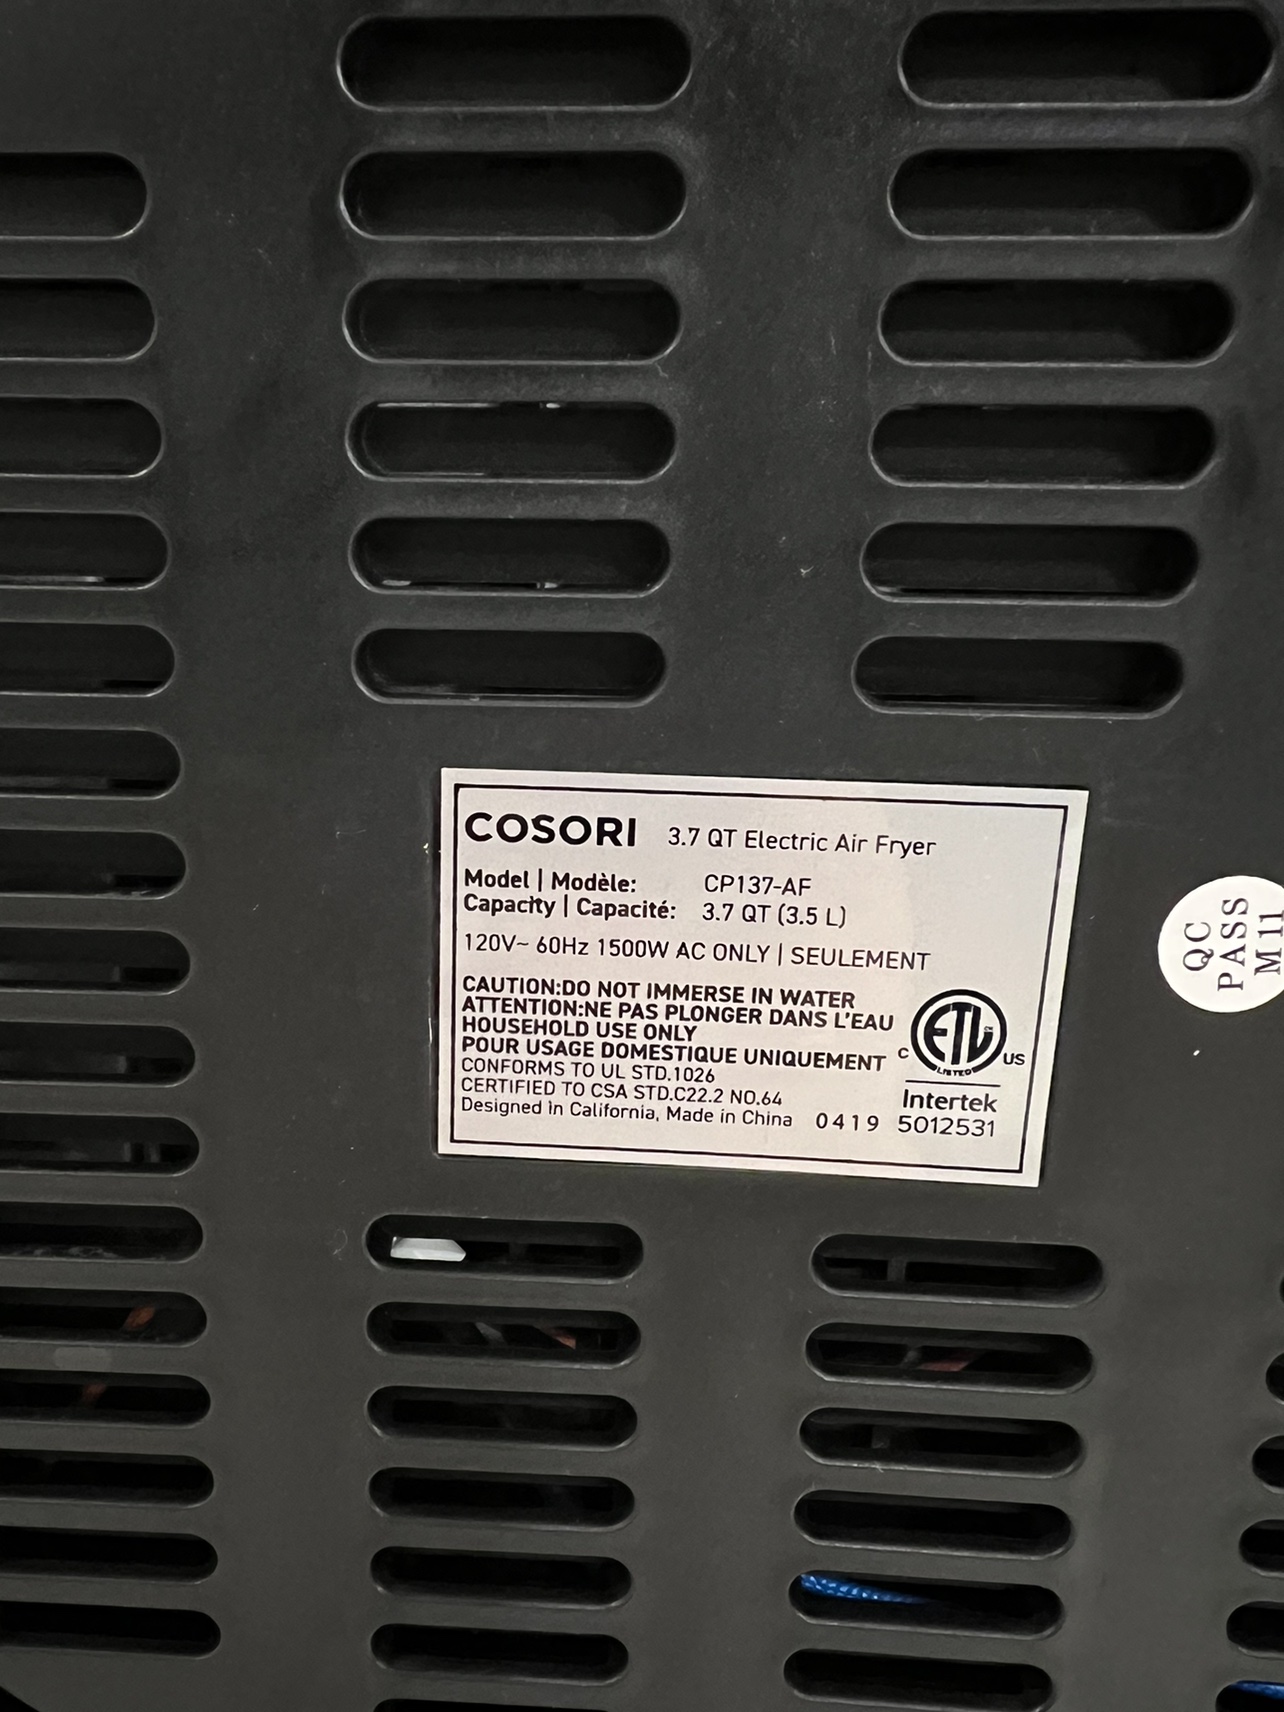 COSORI 3.7 QT Electric Air Fryer
Model | Modèle: CP137-AF
Capacity | Capacité: 3.7 QT (3.5 L)
120V~ 60Hz 1500W AC ONLY | SEULEMENT
CAUTION:DO NOT IMMERSE IN WATER
ATTENTION:NE PAS PLONGER DANS L'EAU
HOUSEHOLD USE ONLY
POUR USAGE DOMESTIQUE UNIQUEMENT
CONFORMS TO UL STD.1026
CERTIFIED TO CSA STD.C22.2 NO.64
Designed in California, Made in China 0419
ETL CM
LISTED
C US
Intertek
5012531
QC
PASS
M 11